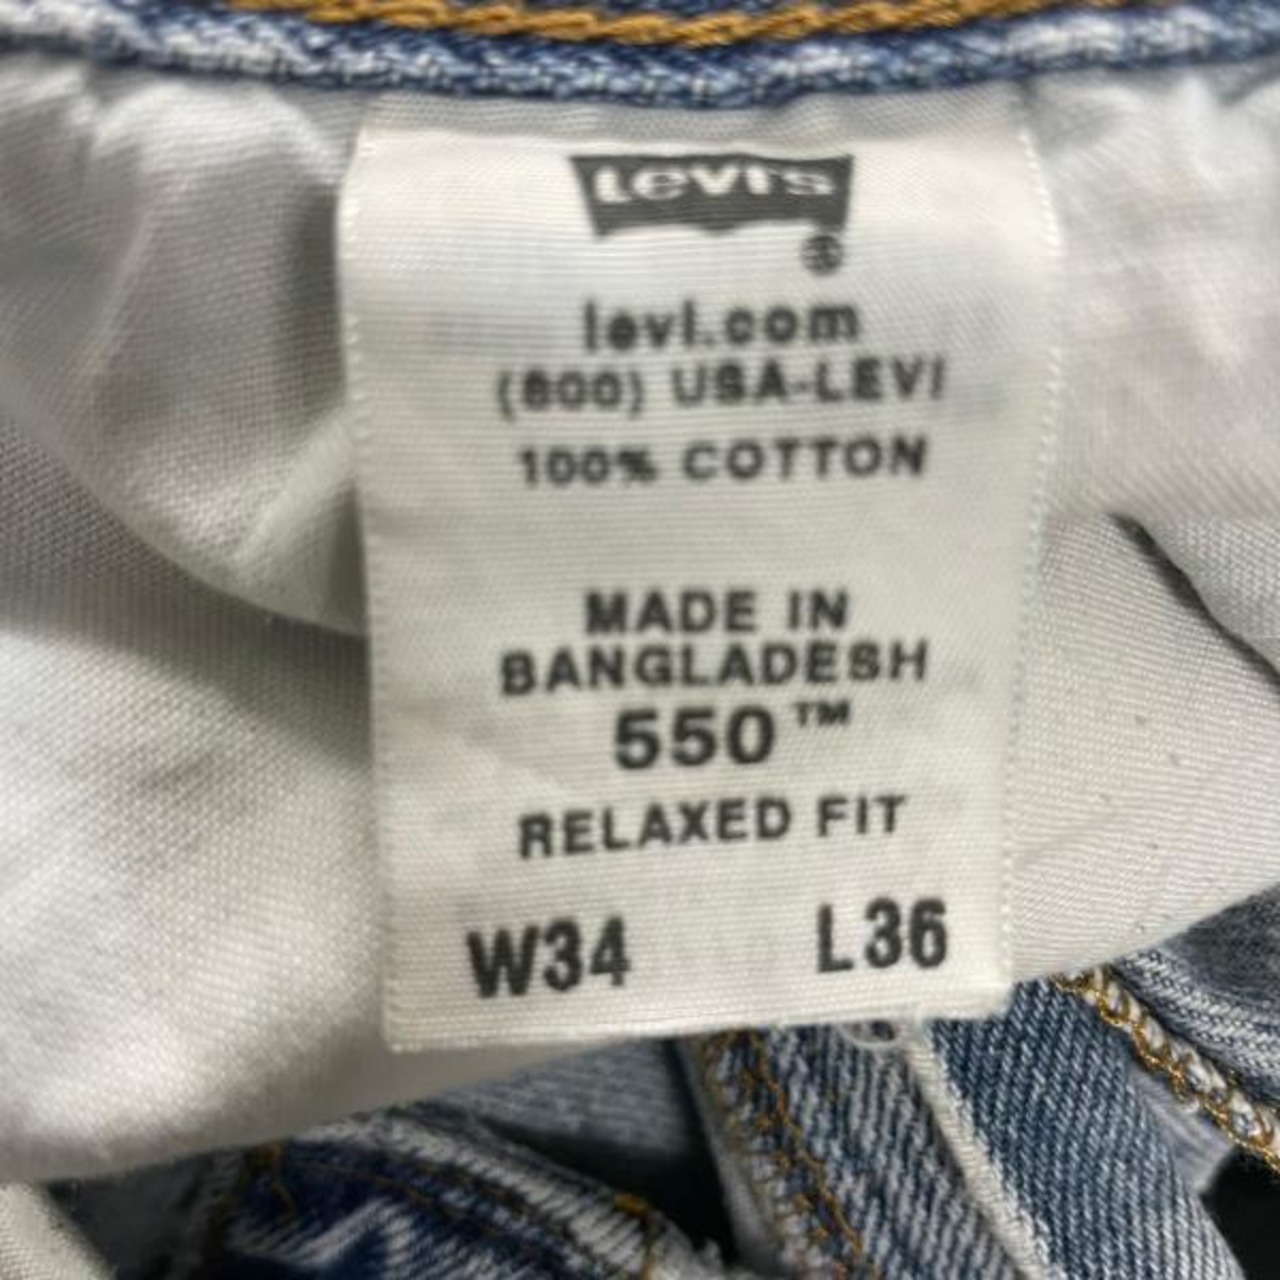 Levi's
®
levi.com
(800) USA-LEVI
100% COTTON
MADE IN
BANGLADESH
550™
RELAXED FIT
W34 L36